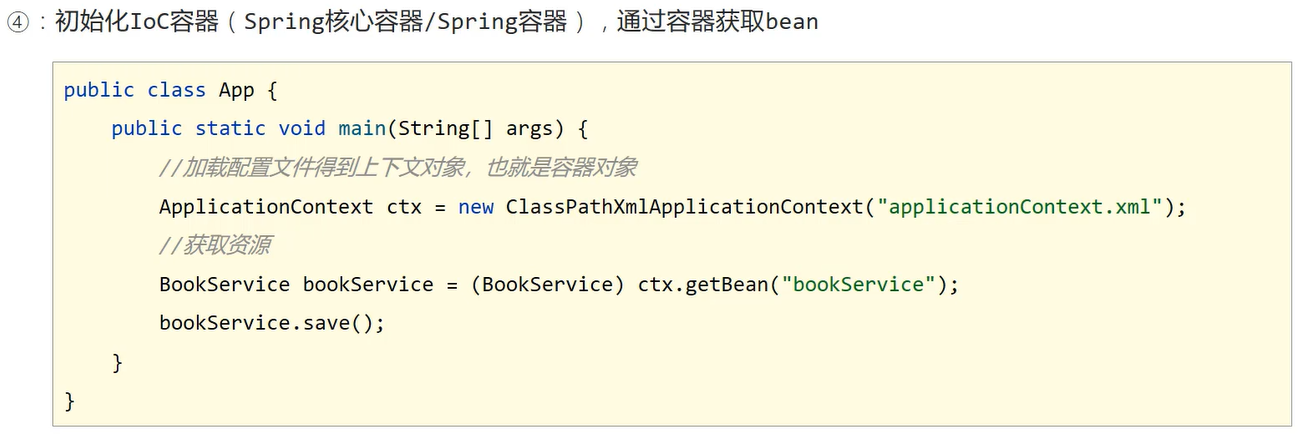 ④：初始化IoC容器（Spring核心容器/Spring容器），通过容器获取bean
public class App {
    public static void main(String[] args) {
        //加载配置文件得到上下文对象，也就是容器对象
        ApplicationContext ctx = new ClassPathXmlApplicationContext("applicationContext.xml");
        //获取资源
        BookService bookService = (BookService) ctx.getBean("bookService");
        bookService.save();
    }
}